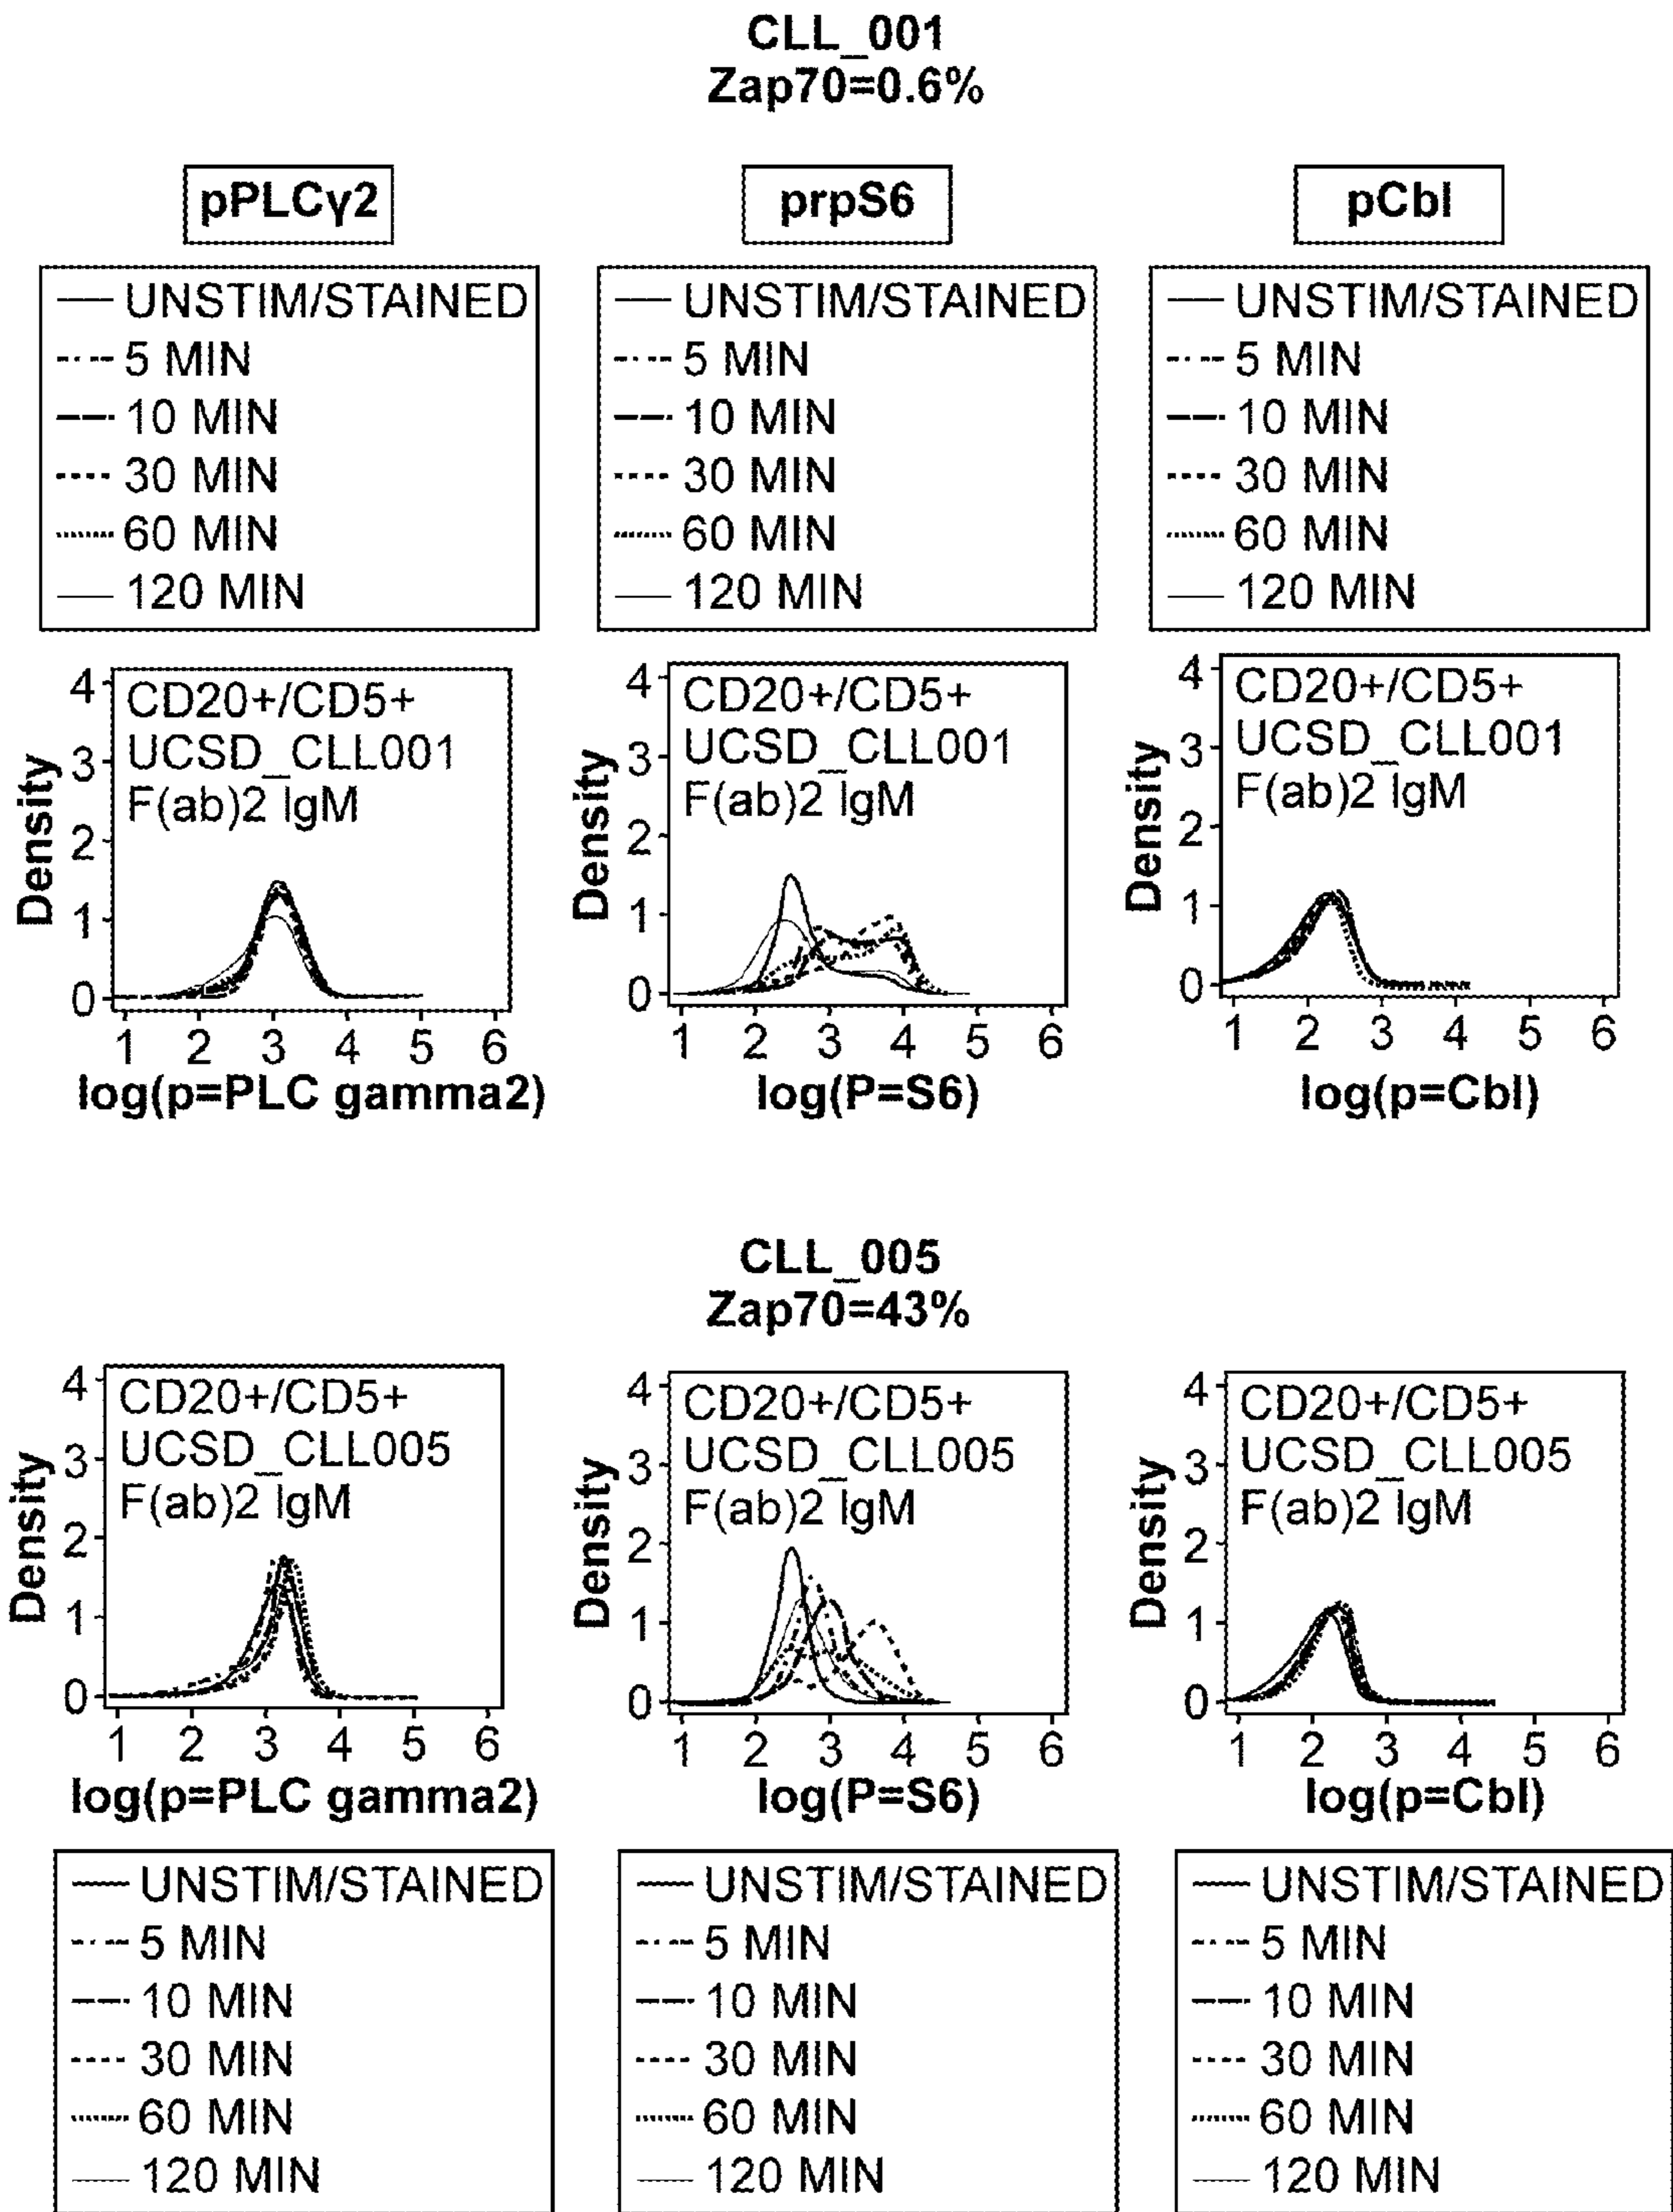 CLL_001
Zap70=0.6%
pPLCγ2
UNSTIM/STAINED
5 MIN
10 MIN
30 MIN
60 MIN
120 MIN
prpS6
UNSTIM/STAINED
5 MIN
10 MIN
30 MIN
60 MIN
120 MIN
pCbl
UNSTIM/STAINED
5 MIN
10 MIN
30 MIN
60 MIN
120 MIN
Density
4
3
2
1
0
CD20+/CD5+
UCSD_CLL001
F(ab)2 IgM
1 2 3 4 5 6
log(p=PLC gamma2)
Density
4
3
2
1
0
CD20+/CD5+
UCSD_CLL001
F(ab)2 IgM
1 2 3 4 5 6
log(P=S6)
Density
4
3
2
1
0
CD20+/CD5+
UCSD_CLL001
F(ab)2 IgM
1 2 3 4 5 6
log(p=Cbl)
CLL_005
Zap70=43%
Density
4
3
2
1
0
CD20+/CD5+
UCSD_CLL005
F(ab)2 IgM
1 2 3 4 5 6
log(p=PLC gamma2)
Density
4
3
2
1
0
CD20+/CD5+
UCSD_CLL005
F(ab)2 IgM
1 2 3 4 5 6
log(P=S6)
Density
4
3
2
1
0
CD20+/CD5+
UCSD_CLL005
F(ab)2 IgM
1 2 3 4 5 6
log(p=Cbl)
UNSTIM/STAINED
5 MIN
10 MIN
30 MIN
60 MIN
120 MIN
UNSTIM/STAINED
5 MIN
10 MIN
30 MIN
60 MIN
120 MIN
UNSTIM/STAINED
5 MIN
10 MIN
30 MIN
60 MIN
120 MIN